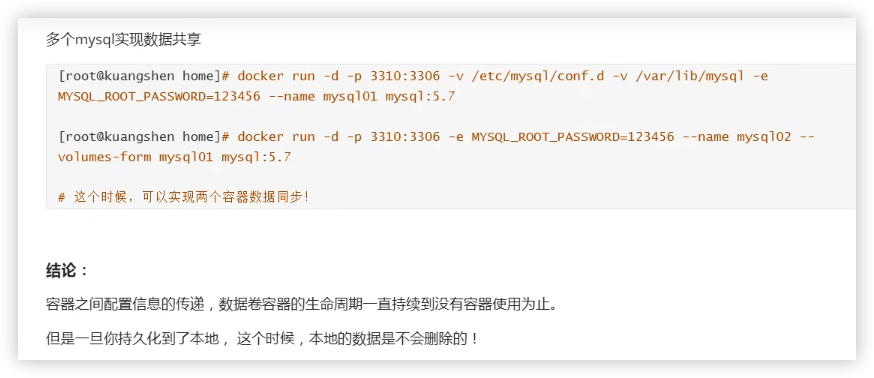 多个mysql实现数据共享
[root@kuangshen home]# docker run -d -p 3310:3306 -v /etc/mysql/conf.d -v /var/lib/mysql -e
MYSQL_ROOT_PASSWORD=123456 --name mysql01 mysql:5.7
[root@kuangshen home]# docker run -d -p 3310:3306 -e MYSQL_ROOT_PASSWORD=123456 --name mysql02 --
volumes-form mysql01 mysql:5.7
# 这个时候，可以实现两个容器数据同步！
结论：
容器之间配置信息的传递，数据卷容器的生命周期一直持续到没有容器使用为止。
但是一旦你持久化到了本地， 这个时候，本地的数据是不会删除的！